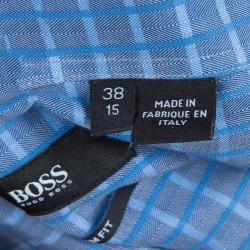 38
15
MADE IN
FABRIQUE EN
ITALY
BOSS
HUGO BOSS
FIT